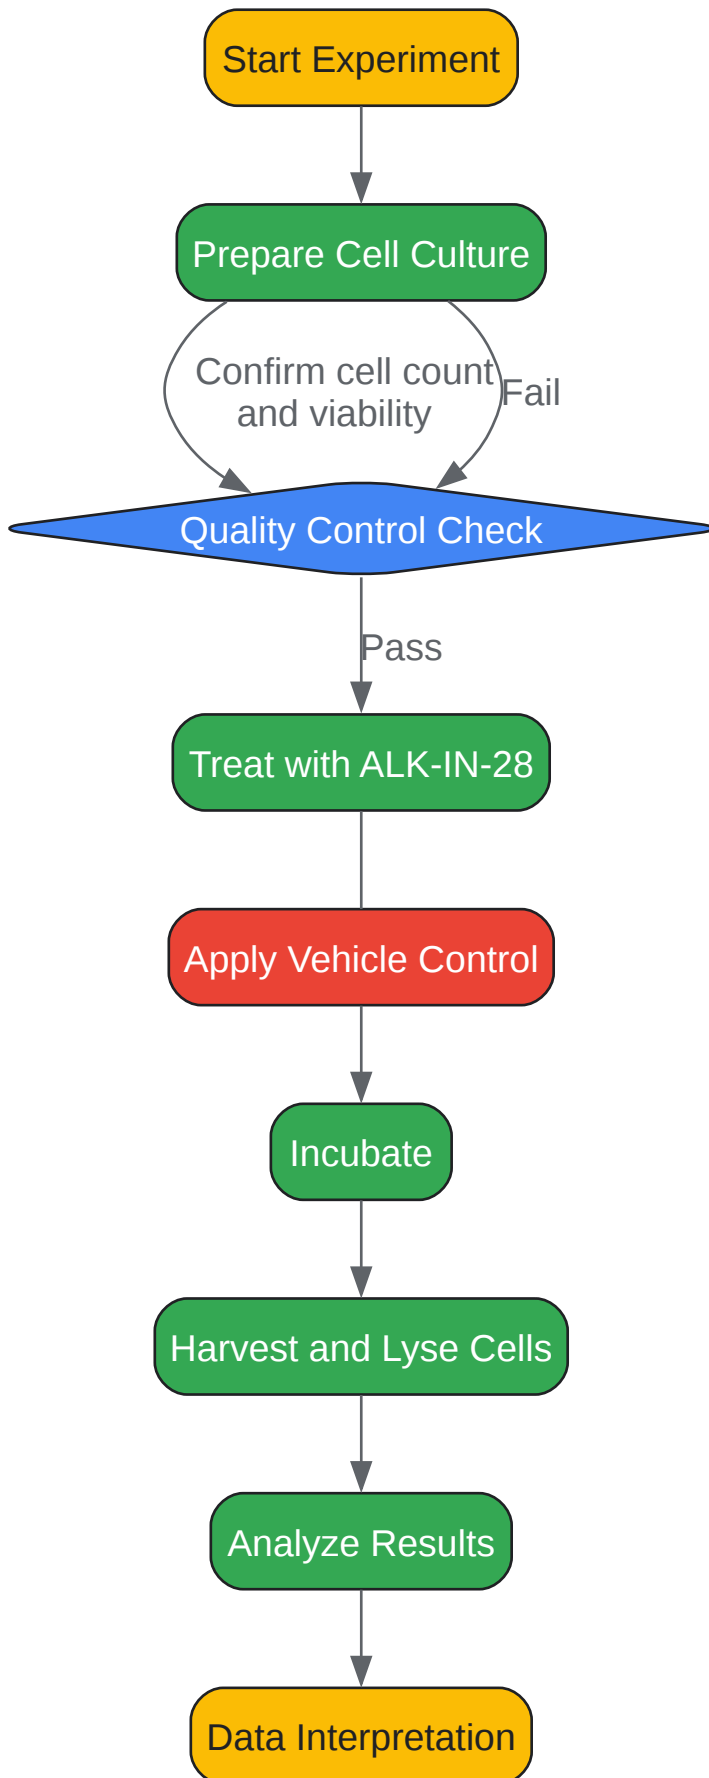 Start Experiment
Prepare Cell Culture
Confirm cell count
and viability
Fail
Quality Control Check
Pass
Treat with ALK-IN-28
Apply Vehicle Control
Incubate
Harvest and Lyse Cells
Analyze Results
Data Interpretation